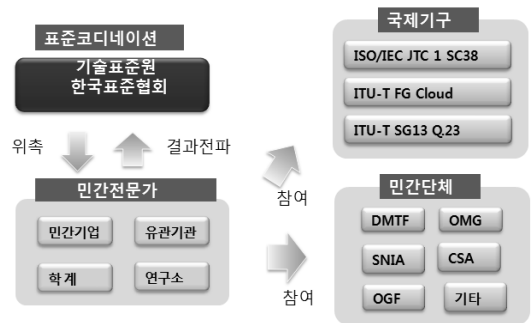 표준코디네이션
기술표준원
한국표준협회
위촉
결과전파
민간전문가
민간기업
유관기관
학계
연구소
참여
참여
국제기구
ISO/IEC JTC 1 SC38
ITU-T FG Cloud
ITU-T SG13 Q.23
민간단체
DMTF
OMG
SNIA
CSA
OGF
기타